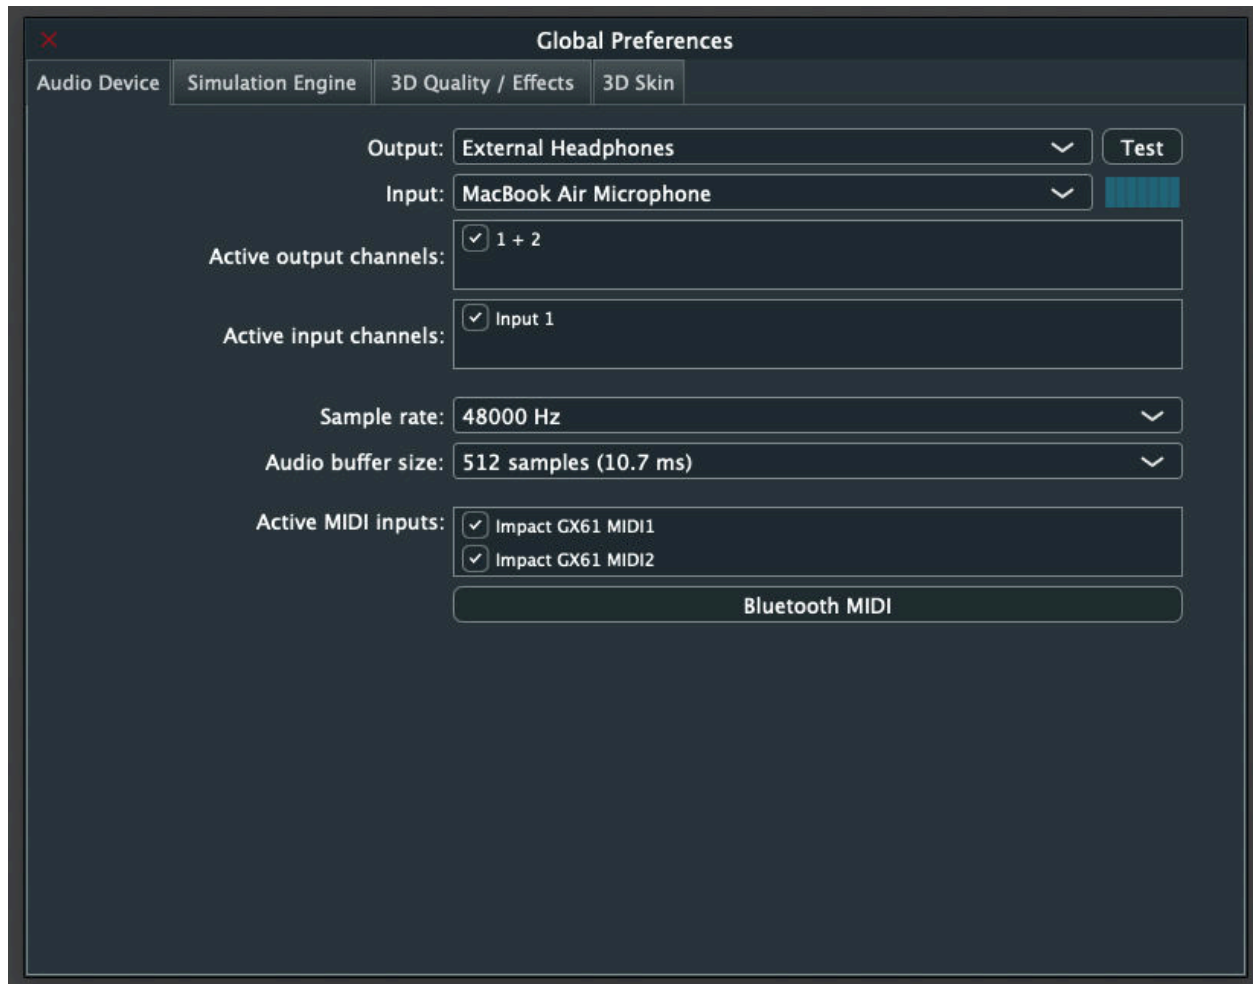 Global Preferences
Audio Device Simulation Engine 3D Quality / Effects 3D Skin
Output: External Headphones Test
Input: MacBook Air Microphone
Active output channels: 1 + 2
Active input channels: Input 1
Sample rate: 48000 Hz
Audio buffer size: 512 samples (10.7 ms)
Active MIDI inputs: Impact GX61 MIDI1
Impact GX61 MIDI2
Bluetooth MIDI